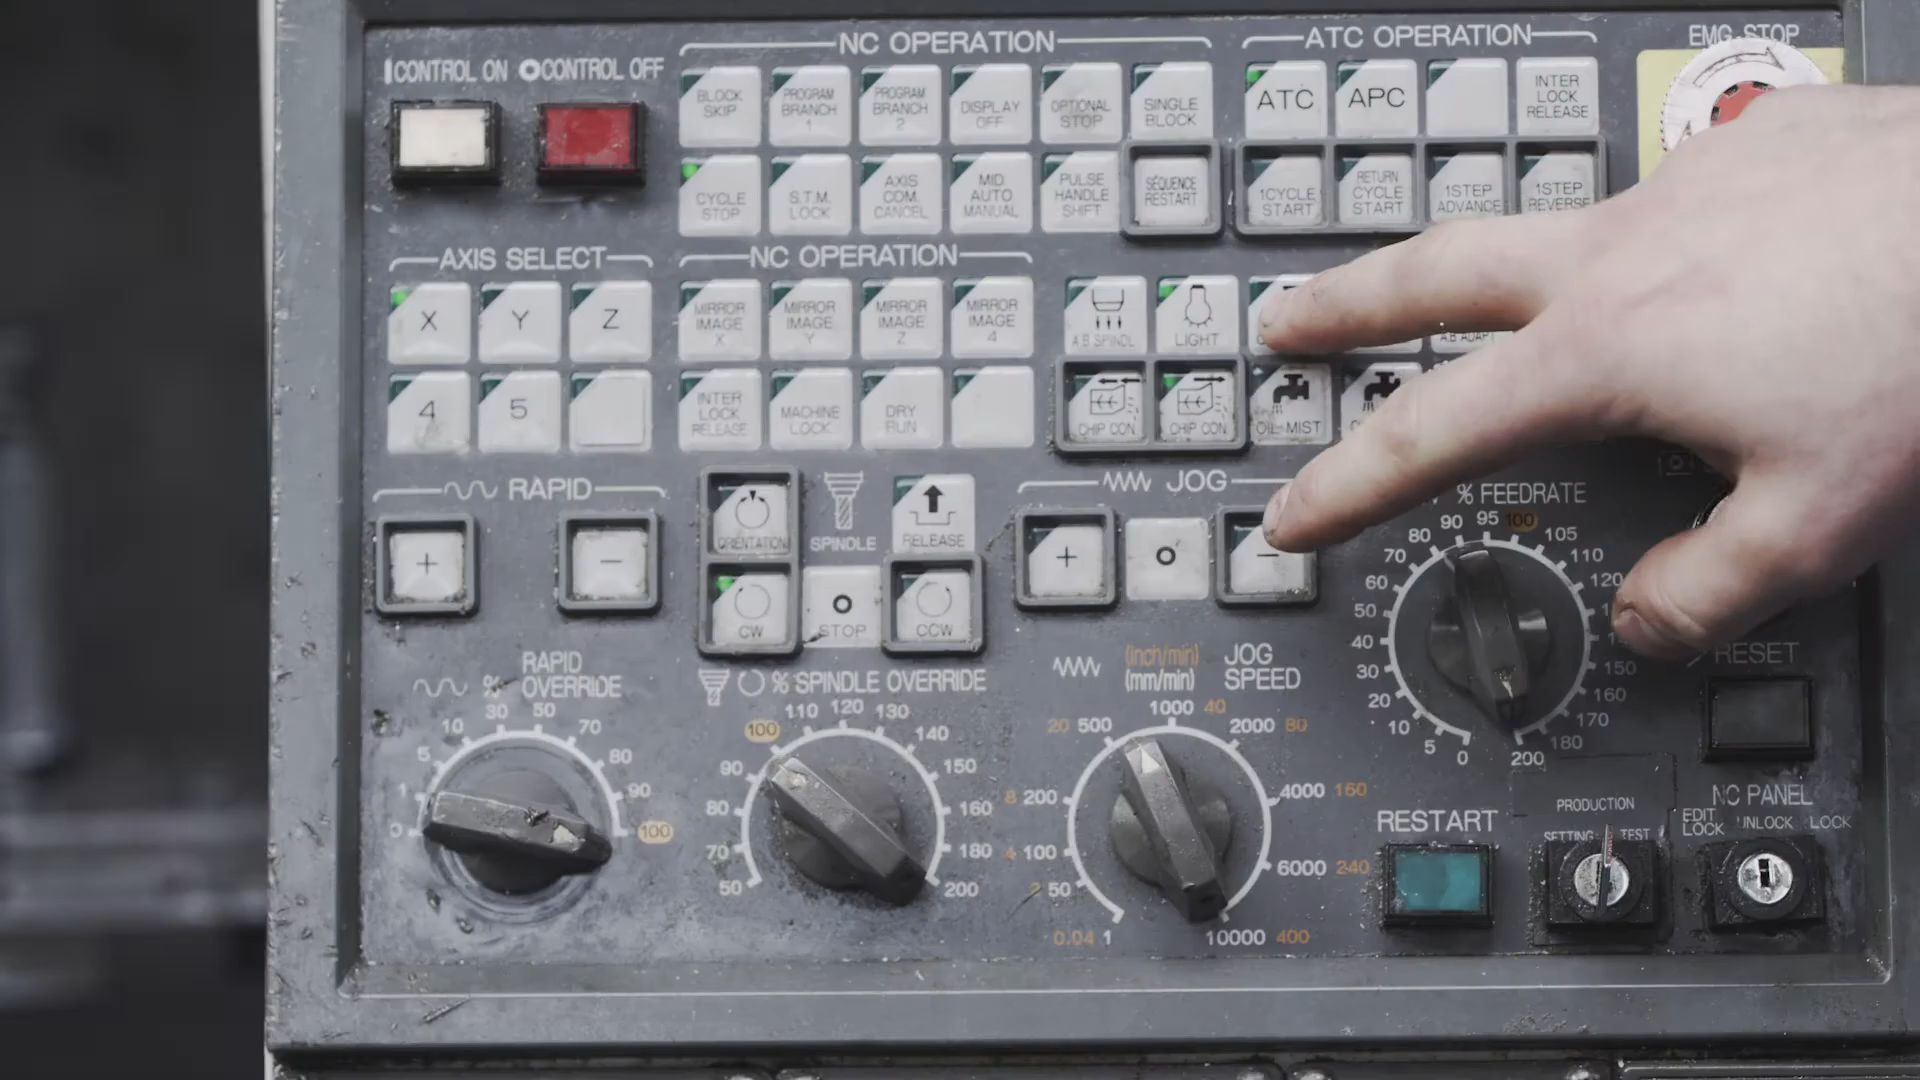 CONTROL ON
CONTROL OFF
NC OPERATION
ATC OPERATION
EMG.STOP
BLOCK
SKIP
PROGRAM
BRANCH
1
PROGRAM
BRANCH
2
DISPLAY
OFF
OPTIONAL
STOP
SINGLE
BLOCK
ATC
APC
INTER
LOCK
RELEASE
CYCLE
STOP
S.T.M.
LOCK
AXIS
COM.
CANCEL
MID
AUTO
MANUAL
PULSE
HANDLE
SHIFT
SEQUENCE
RESTART
1CYCLE
START
RETURN
CYCLE
START
1STEP
ADVANCE
1STEP
REVERSE
AXIS SELECT
NC OPERATION
X
Y
Z
MIRROR
IMAGE
X
MIRROR
IMAGE
Y
MIRROR
IMAGE
Z
MIRROR
IMAGE
4
A.B SPINDL
LIGHT
A.B ADAPT
4
5
INTER
LOCK
RELEASE
MACHINE
LOCK
DRY
RUN
CHIP CON
CHIP CON
OIL-MIST
RAPID
+
−
ORIENTATION
SPINDLE
RELEASE
CW
STOP
CCW
JOG
+
−
% FEEDRATE
0 5 10 20 30 40 50 60 70 80 90 95 100 105 110 120 150 160 170 180 200
RESET
% RAPID
OVERRIDE
0 1 5 10 30 50 70 80 90 100
% SPINDLE OVERRIDE
50 70 80 90 100 110 120 130 140 150 160 180 200
(inch/min)
(mm/min)
JOG
SPEED
1 50 100 200 500 1000 2000 4000 6000 10000
0.04 2 4 8 20 40 80 160 240 400
RESTART
PRODUCTION
SETTING
TEST
NC PANEL
EDIT
LOCK
UNLOCK
LOCK